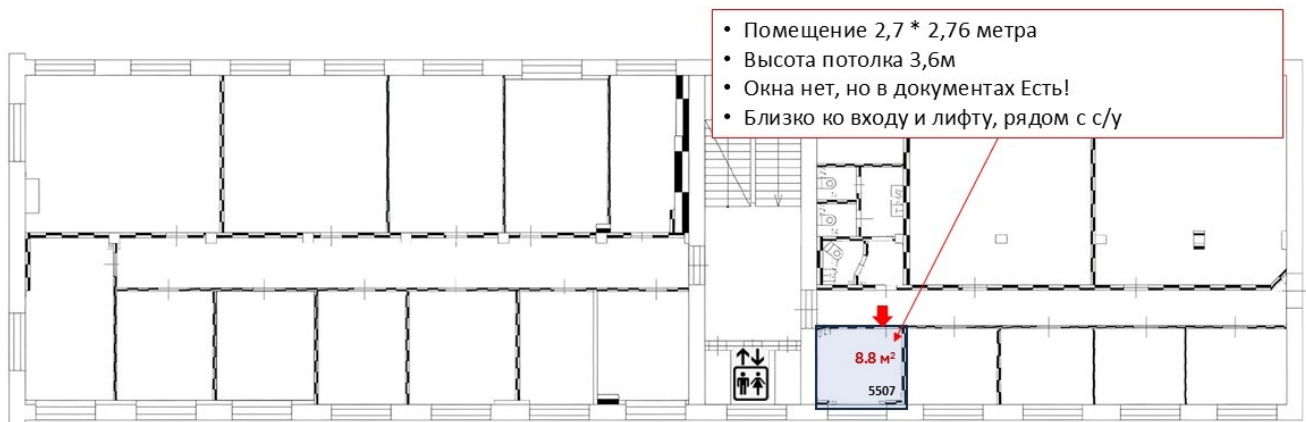 • Помещение 2,7 * 2,76 метра
• Высота потолка 3,6м
• Окна нет, но в документах Есть!
• Близко ко входу и лифту, рядом с с/у
8.8 м²
5507